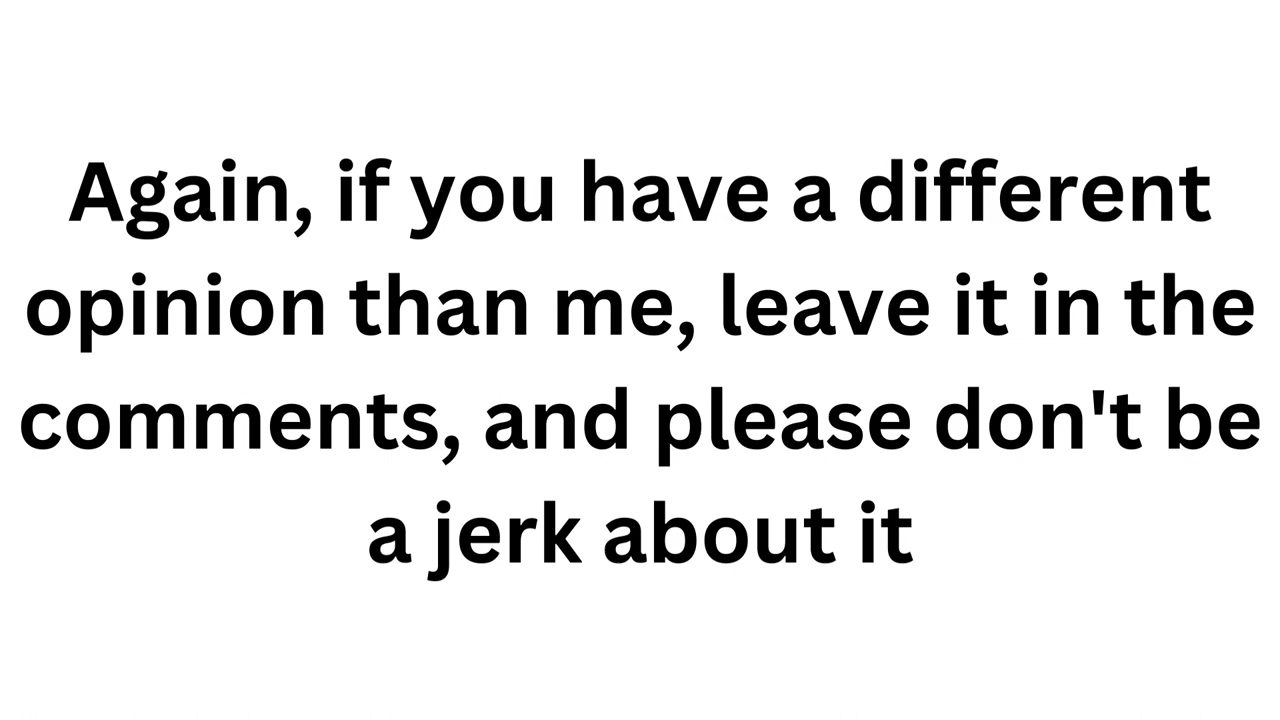 Again, if you have a different
opinion than me, leave it in the
comments, and please don't be
a jerk about it